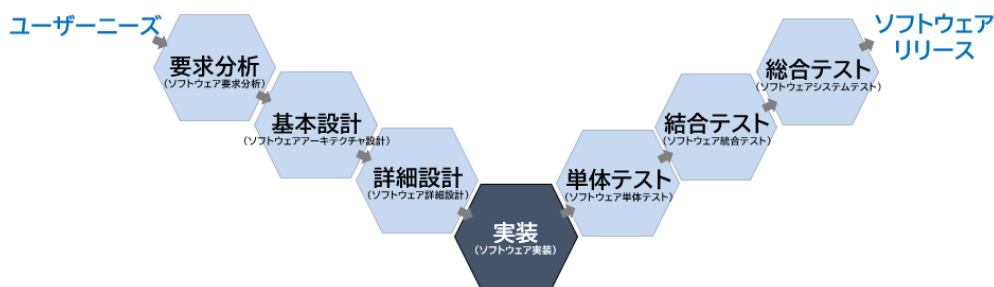 ユーザーニーズ
要求分析
(ソフトウェア要求分析)
基本設計
(ソフトウェアアーキテクチャ設計)
詳細設計
(ソフトウェア詳細設計)
実装
(ソフトウェア実装)
単体テスト
(ソフトウェア単体テスト)
結合テスト
(ソフトウェア統合テスト)
総合テスト
(ソフトウェアシステムテスト)
ソフトウェア
リリース